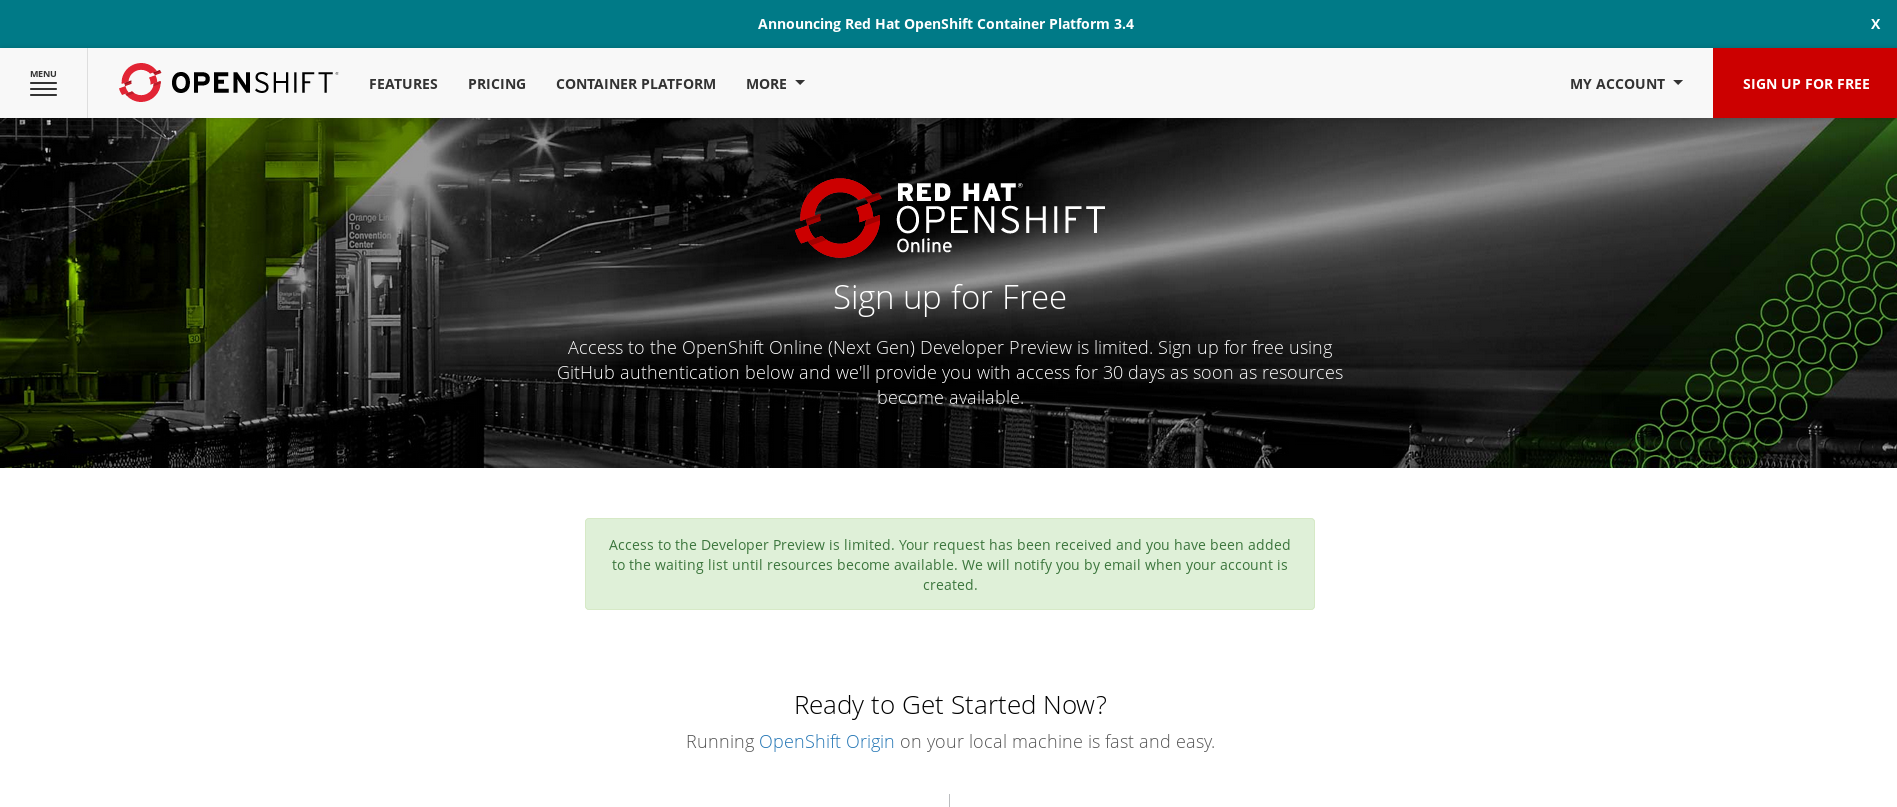 Announcing Red Hat OpenShift Container Platform 3.4
X
MENU
OPENSHIFT
FEATURES
PRICING
CONTAINER PLATFORM
MORE
MY ACCOUNT
SIGN UP FOR FREE
RED HAT®
OPENSHIFT
Online
Orange Line
To
Convention
Center
30
Sign up for Free
Access to the OpenShift Online (Next Gen) Developer Preview is limited. Sign up for free using
GitHub authentication below and we'll provide you with access for 30 days as soon as resources
become available.
Access to the Developer Preview is limited. Your request has been received and you have been added
to the waiting list until resources become available. We will notify you by email when your account is
created.
Ready to Get Started Now?
Running OpenShift Origin on your local machine is fast and easy.